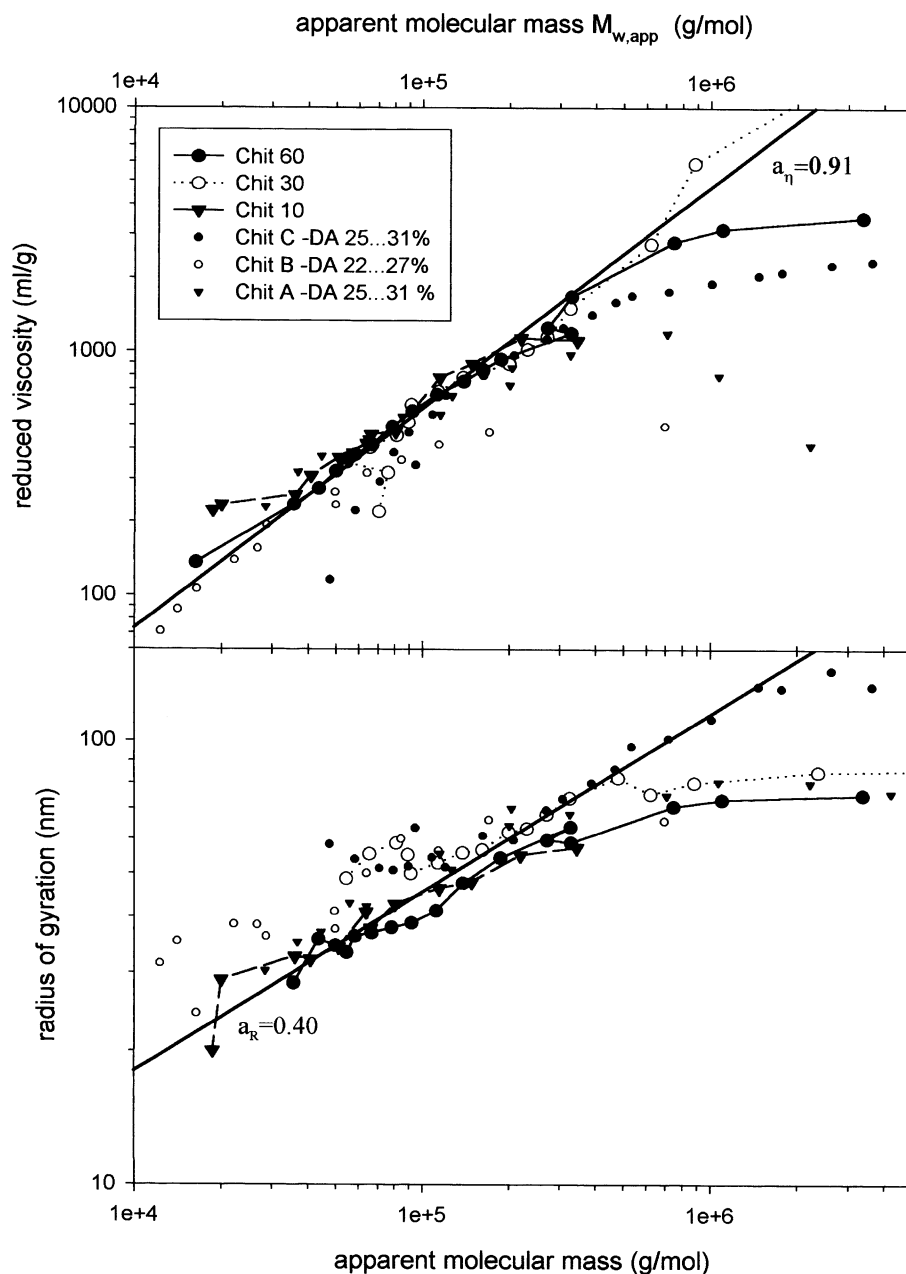 apparent molecular mass M_w,app (g/mol)
1e+4 1e+5 1e+6
10000
Chit 60
Chit 30
Chit 10
Chit C -DA 25...31%
Chit B -DA 22...27%
Chit A -DA 25...31 %
a_η=0.91
1000
reduced viscosity (ml/g)
100
100
radius of gyration (nm)
a_R=0.40
10
1e+4 1e+5 1e+6
apparent molecular mass (g/mol)